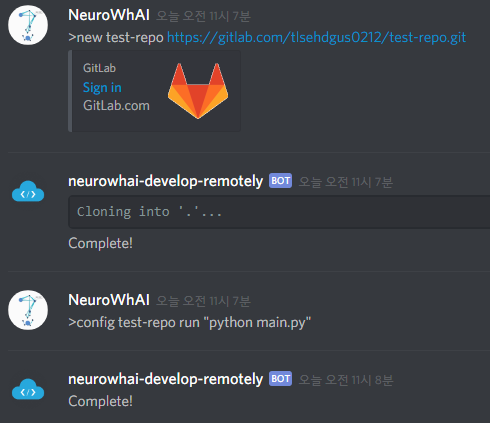 NeuroWhAI 오늘 오전 11시 7분
>new test-repo https://gitlab.com/tlsehdgus0212/test-repo.git
GitLab
Sign in
GitLab.com
neurowhai-develop-remotely BOT 오늘 오전 11시 7분
Cloning into '.'...
Complete!
NeuroWhAI 오늘 오전 11시 7분
>config test-repo run "python main.py"
neurowhai-develop-remotely BOT 오늘 오전 11시 8분
Complete!